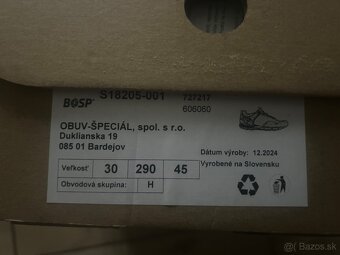 S18205-001
BOSP
727217
606060
OBUV-ŠPECIÁL, spol. s r.o.
Duklianska 19
085 01 Bardejov
Dátum výroby: 12.2024
Vyrobené na Slovensku
Veľkosť 30 290 45
Obvodová skupina: H
© Bazos.sk